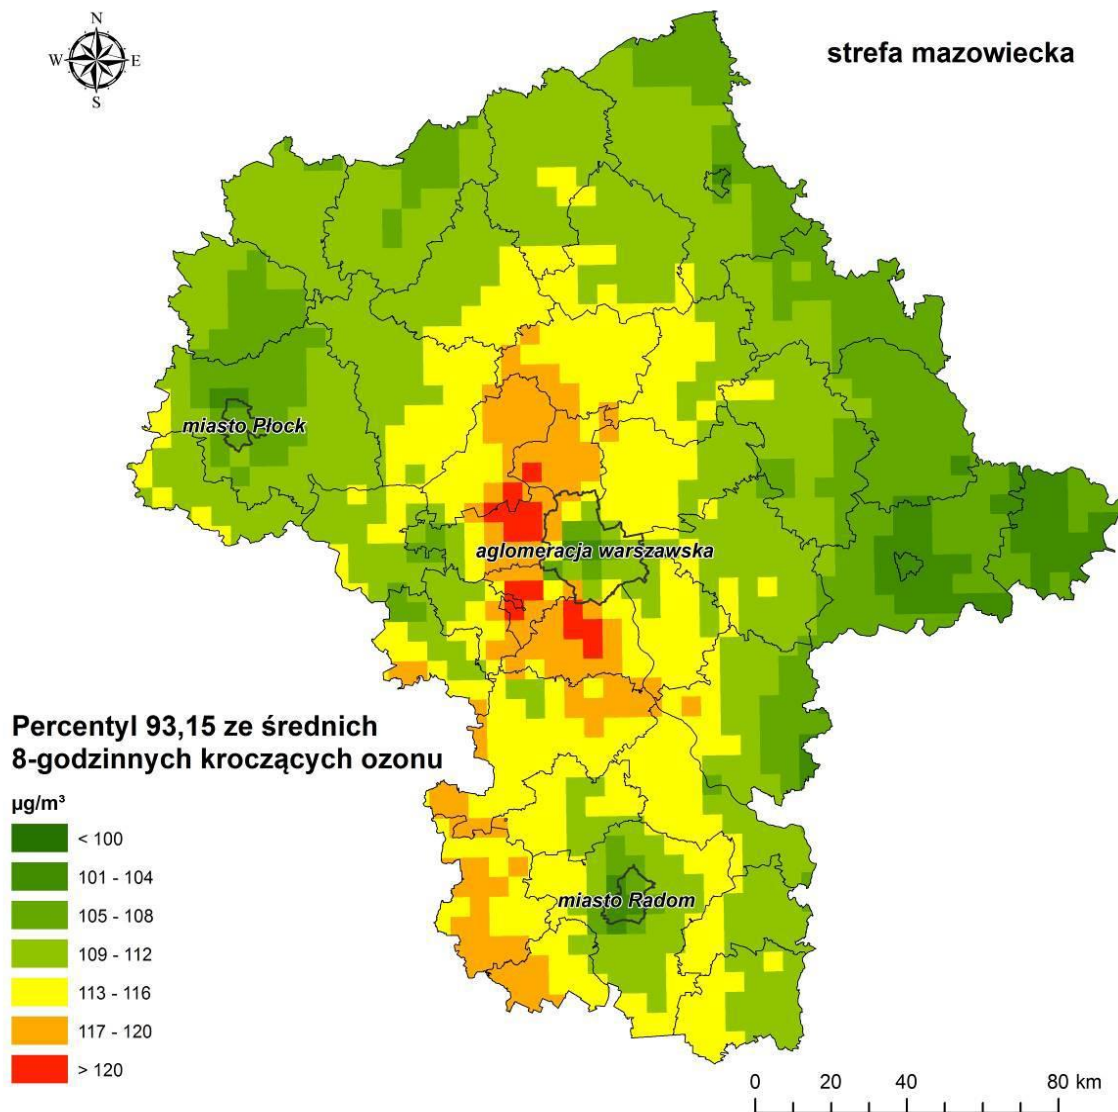 N
W E
S
strefa mazowiecka
miasto Płock
aglomeracja warszawska
Percentyl 93,15 ze średnich
8-godzinnych kroczących ozonu
µg/m³
< 100
101 - 104
105 - 108
109 - 112
113 - 116
117 - 120
> 120
miasto Radom
0 20 40 80 km